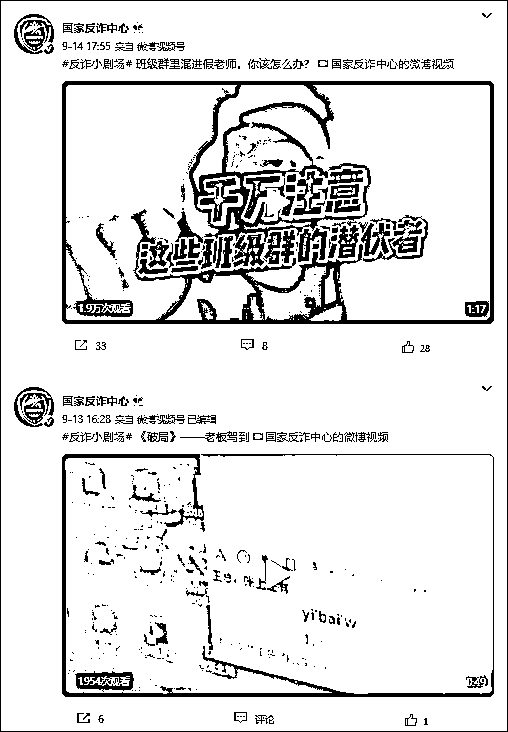 国家反诈中心
9-14 17:55 来自 微博视频号
#反诈小剧场# 班级群里混进假老师，你该怎么办？ 国家反诈中心的微博视频
千万注意
这些班级群的潜伏者
1.9万次观看
1:17
33
8
28
国家反诈中心
9-13 16:28 来自 微博视频号 已编辑
#反诈小剧场# 《破局》——老板驾到 国家反诈中心的微博视频
yi'bai'w
1954次观看
6
评论
1